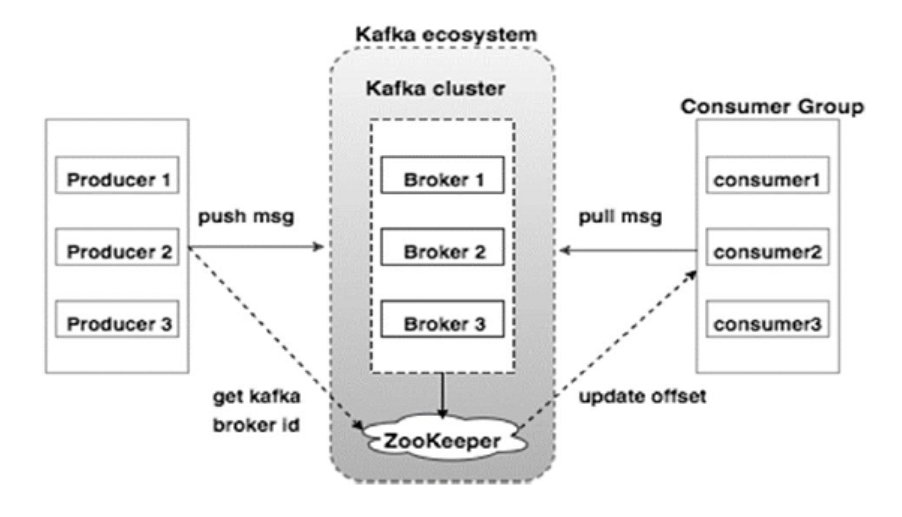 Kafka ecosystem
Kafka cluster
Consumer Group
Producer 1
Broker 1
consumer1
push msg
pull msg
Producer 2
Broker 2
consumer2
Producer 3
Broker 3
consumer3
get kafka
broker id
update offset
ZooKeeper